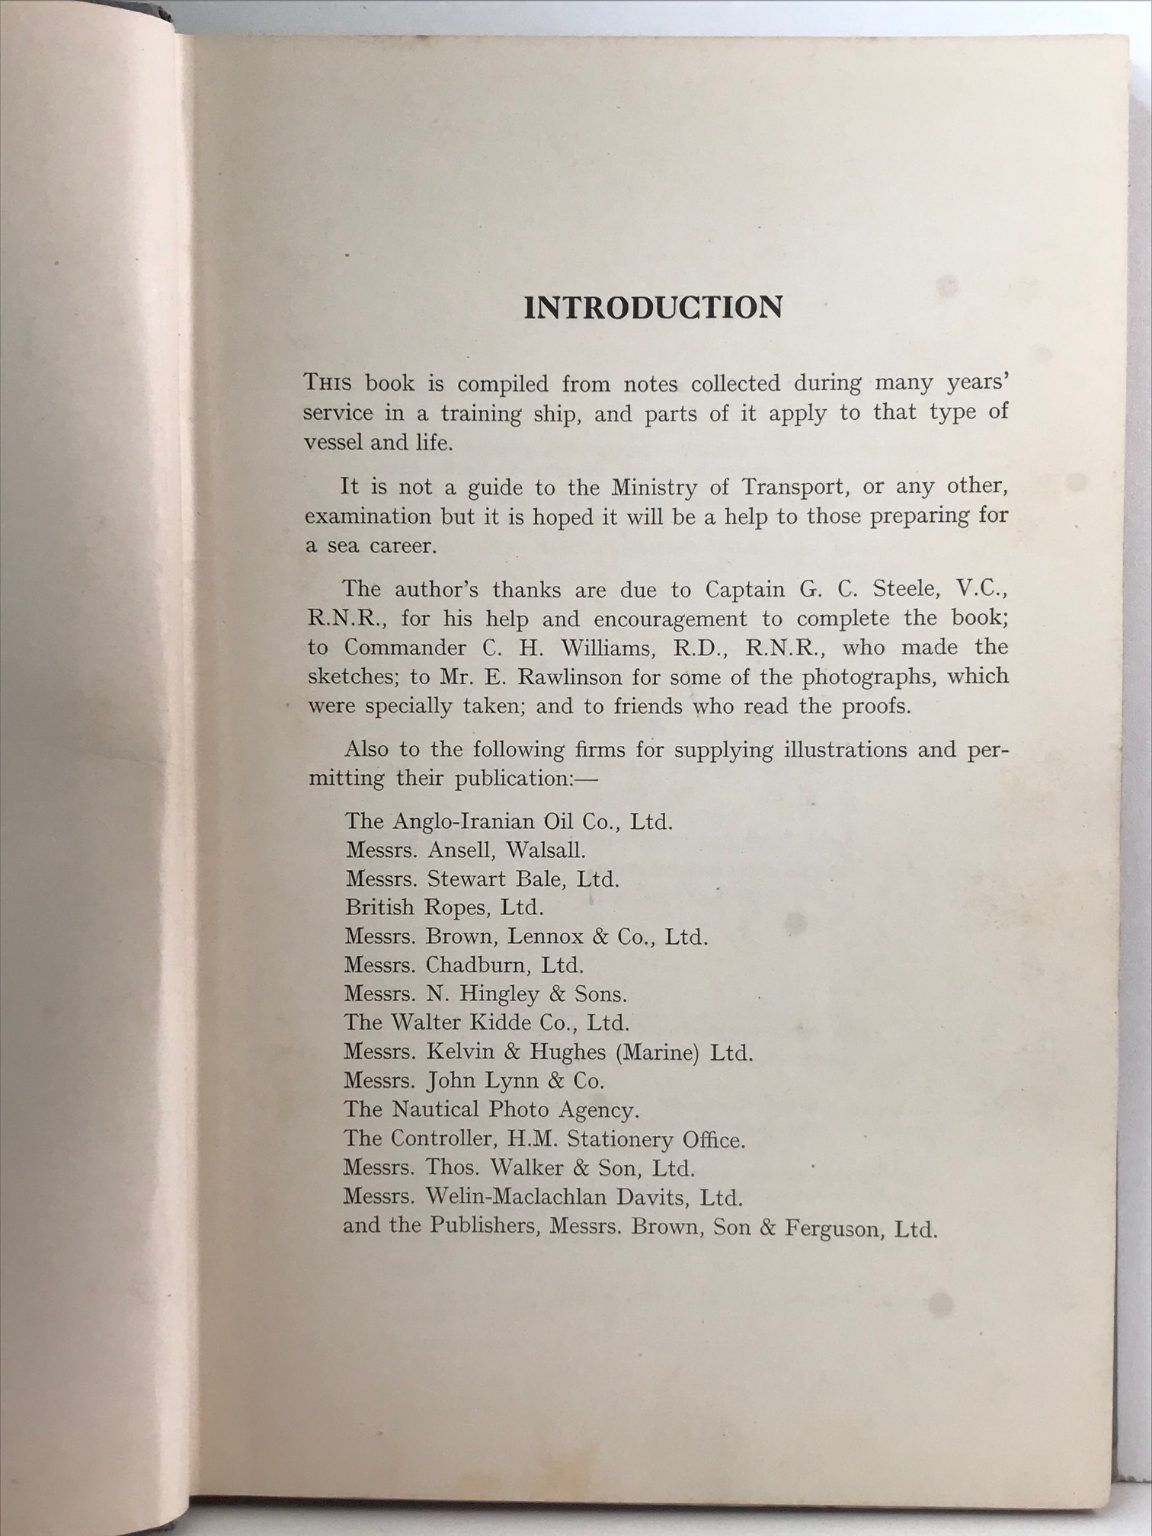 INTRODUCTION
THIS book is compiled from notes collected during many years'
service in a training ship, and parts of it apply to that type of
vessel and life.
It is not a guide to the Ministry of Transport, or any other,
examination but it is hoped it will be a help to those preparing for
a sea career.
The author's thanks are due to Captain G. C. Steele, V.C.,
R.N.R., for his help and encouragement to complete the book;
to Commander C. H. Williams, R.D., R.N.R., who made the
sketches; to Mr. E. Rawlinson for some of the photographs, which
were specially taken; and to friends who read the proofs.
Also to the following firms for supplying illustrations and per-
mitting their publication:—
The Anglo-Iranian Oil Co., Ltd.
Messrs. Ansell, Walsall.
Messrs. Stewart Bale, Ltd.
British Ropes, Ltd.
Messrs. Brown, Lennox & Co., Ltd.
Messrs. Chadburn, Ltd.
Messrs. N. Hingley & Sons.
The Walter Kidde Co., Ltd.
Messrs. Kelvin & Hughes (Marine) Ltd.
Messrs. John Lynn & Co.
The Nautical Photo Agency.
The Controller, H.M. Stationery Office.
Messrs. Thos. Walker & Son, Ltd.
Messrs. Welin-Maclachlan Davits, Ltd.
and the Publishers, Messrs. Brown, Son & Ferguson, Ltd.